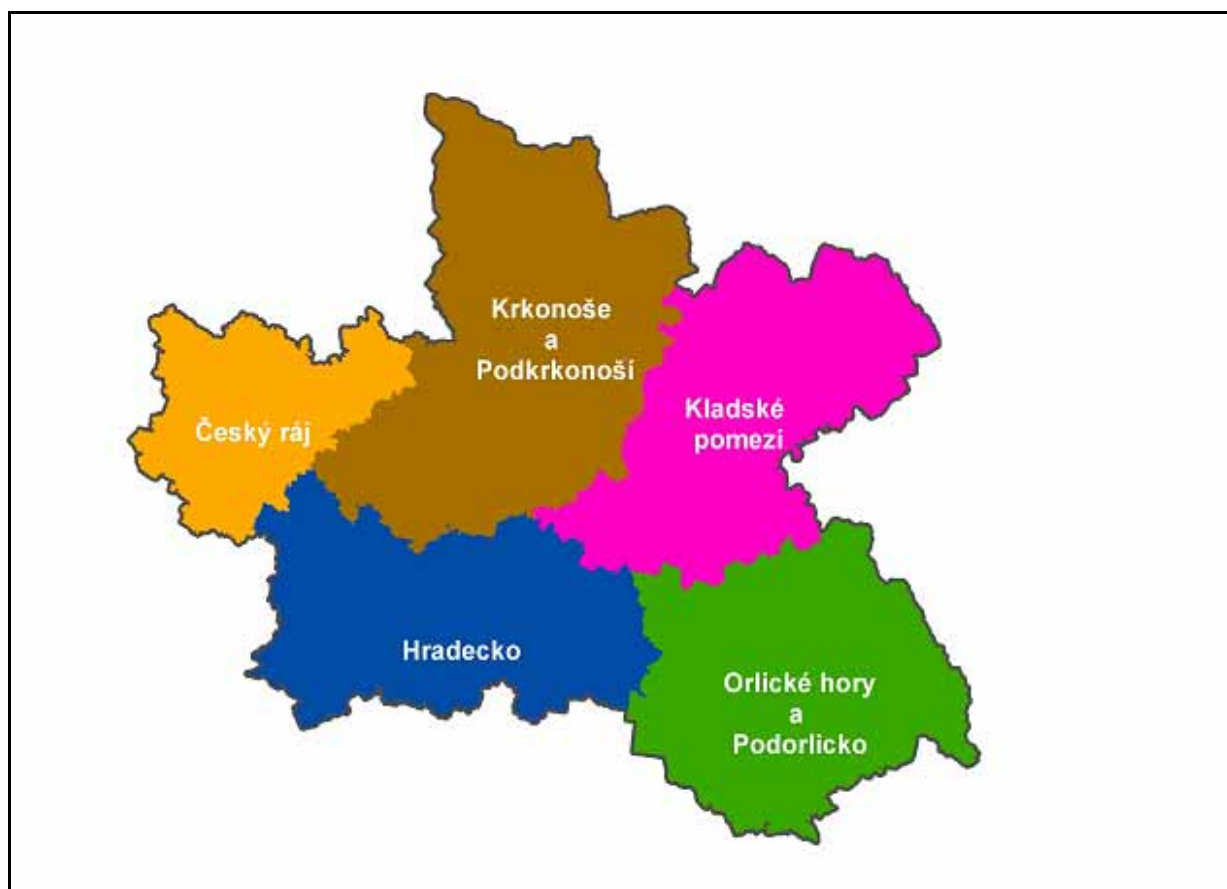 Krkonoše
a
Podkrkonoší
Kladské
pomezí
Český ráj
Hradecko
Orlické hory
a
Podorlicko